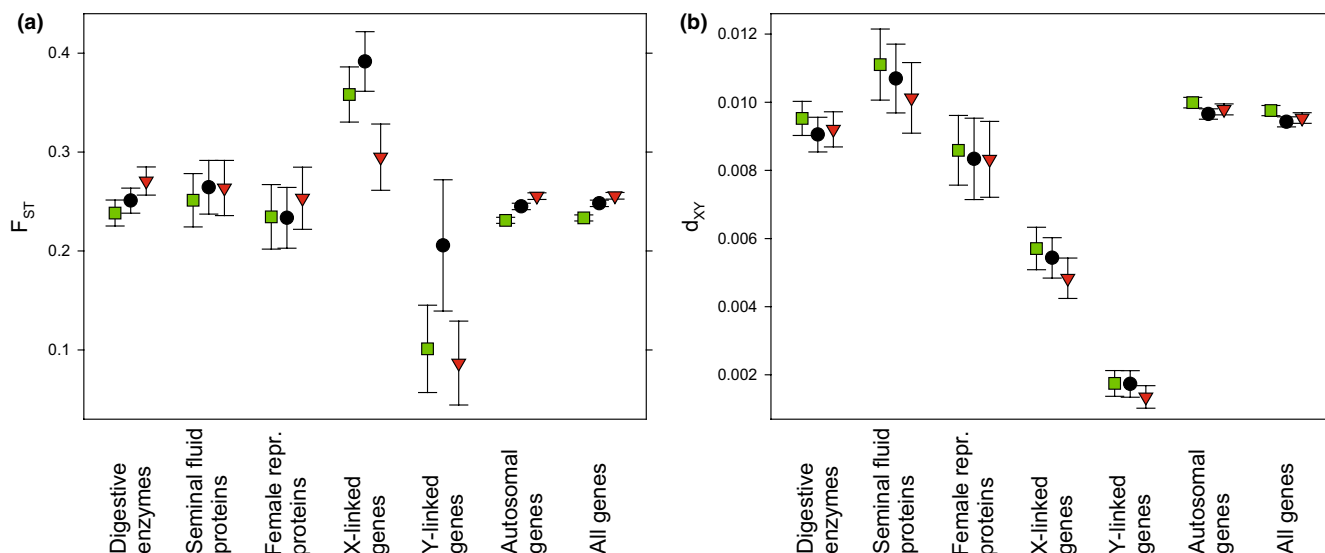 (a)
F_ST
0.4
0.3
0.2
0.1
Digestive
enzymes
Seminal fluid
proteins
Female repr.
proteins
X-linked
genes
Y-linked
genes
Autosomal
genes
All genes
(b)
d_XY
0.012
0.010
0.008
0.006
0.004
0.002
Digestive
enzymes
Seminal fluid
proteins
Female repr.
proteins
X-linked
genes
Y-linked
genes
Autosomal
genes
All genes